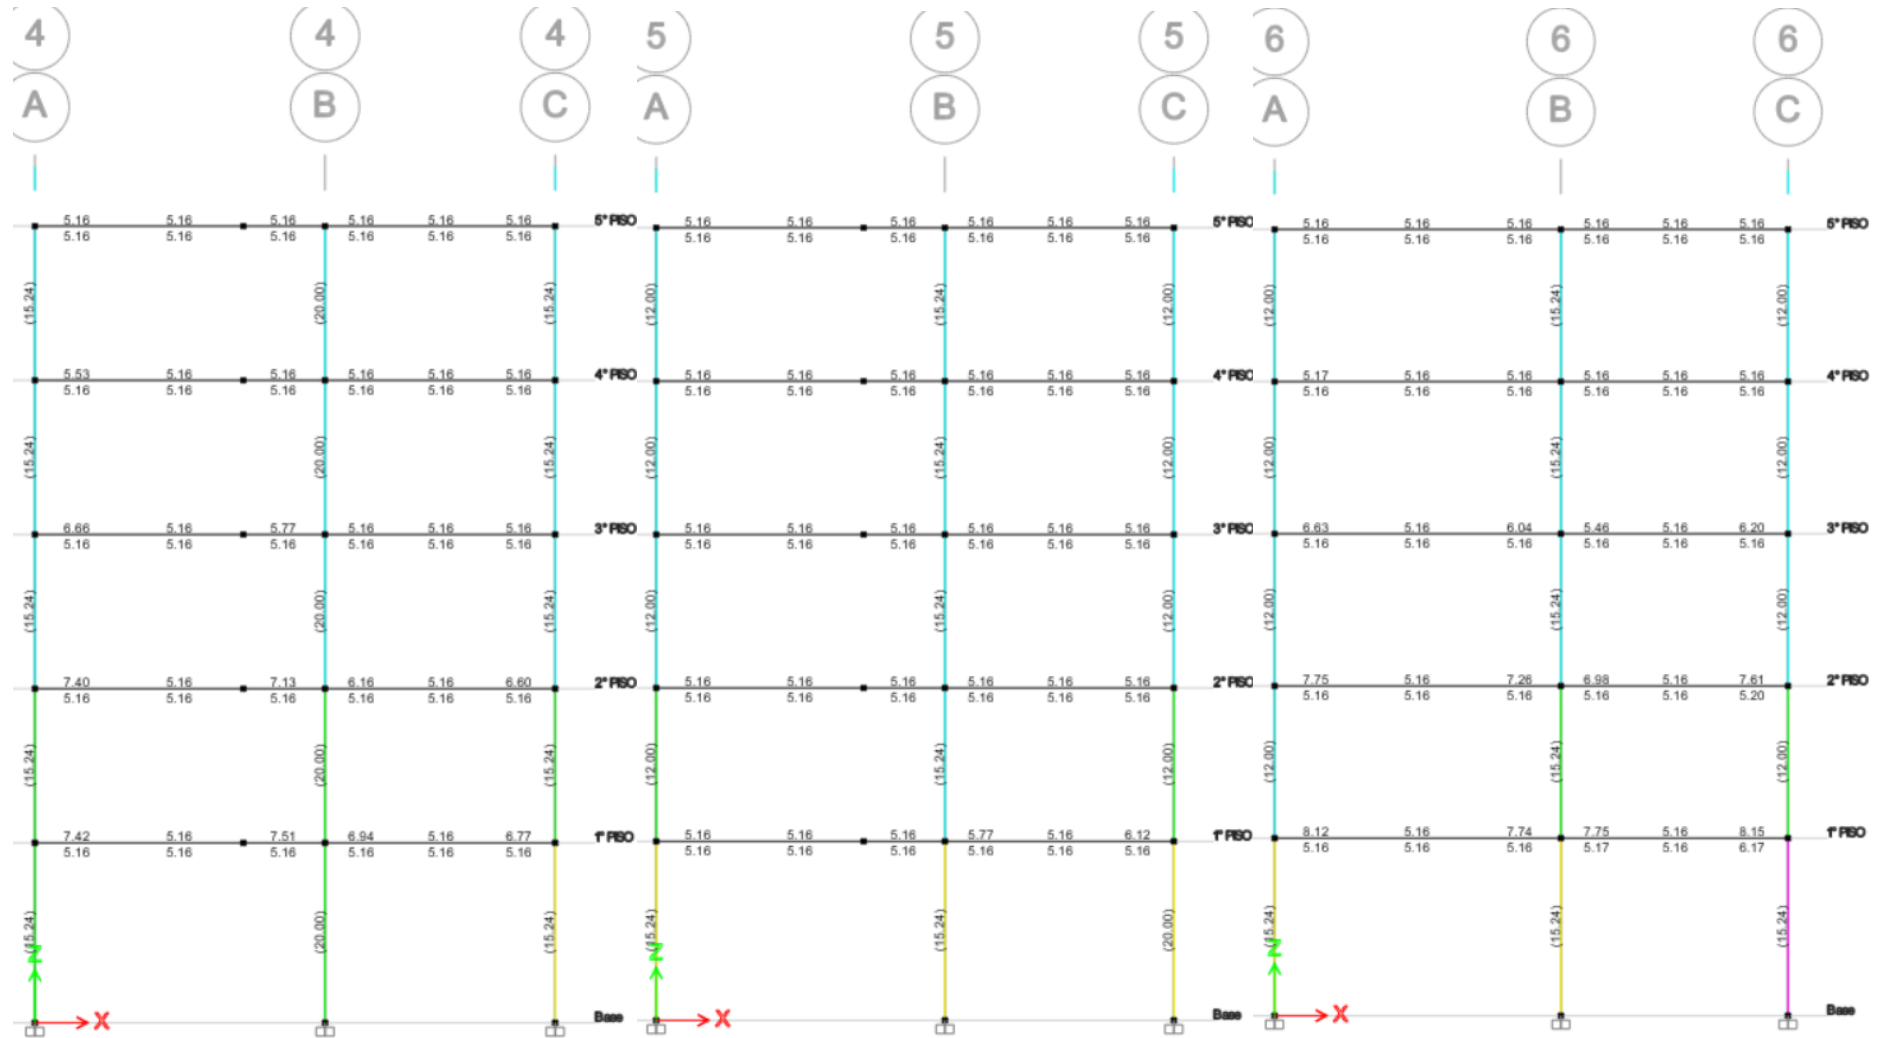 4 4 4 5 5 5 6 6 6
A B C A B C A B C
5.16 5.16 5.16 5.16 5.16 5.16 5° PISO 5.16 5.16 5.16 5.16 5.16 5.16 5° PISO 5.16 5.16 5.16 5.16 5.16 5.16 5° PISO
5.16 5.16 5.16 5.16 5.16 5.16 5.16 5.16 5.16 5.16 5.16 5.16 5.16 5.16 5.16 5.16 5.16 5.16
(15.24) (20.00) (15.24) (12.00) (15.24) (12.00) (12.00) (15.24) (12.00)
5.53 5.16 5.16 5.16 5.16 5.16 4° PISO 5.16 5.16 5.16 5.16 5.16 5.16 4° PISO 5.17 5.16 5.16 5.16 5.16 5.16 4° PISO
5.16 5.16 5.16 5.16 5.16 5.16 5.16 5.16 5.16 5.16 5.16 5.16 5.16 5.16 5.16 5.16 5.16 5.16
(15.24) (20.00) (15.24) (12.00) (15.24) (12.00) (12.00) (15.24) (12.00)
6.66 5.16 5.77 5.16 5.16 5.16 3° PISO 5.16 5.16 5.16 5.16 5.16 5.16 3° PISO 6.63 5.16 6.04 5.46 5.16 6.20 3° PISO
5.16 5.16 5.16 5.16 5.16 5.16 5.16 5.16 5.16 5.16 5.16 5.16 5.16 5.16 5.16 5.16 5.16 5.16
(15.24) (20.00) (15.24) (12.00) (15.24) (12.00) (12.00) (15.24) (12.00)
7.40 5.16 7.13 6.16 5.16 6.60 2° PISO 5.16 5.16 5.16 5.16 5.16 5.16 2° PISO 7.75 5.16 7.26 6.98 5.16 7.61 2° PISO
5.16 5.16 5.16 5.16 5.16 5.16 5.16 5.16 5.16 5.16 5.16 5.16 5.16 5.16 5.16 5.16 5.16 5.20
(15.24) (20.00) (15.24) (12.00) (15.24) (12.00) (12.00) (15.24) (12.00)
7.42 5.16 7.51 6.94 5.16 6.77 1° PISO 5.16 5.16 5.16 5.77 5.16 6.12 1° PISO 8.12 5.16 7.74 7.75 5.16 8.15 1° PISO
5.16 5.16 5.16 5.16 5.16 5.16 5.16 5.16 5.16 5.16 5.16 5.16 5.16 5.16 5.16 5.17 5.16 6.17
(15.24) (20.00) (15.24) (15.24) (15.24) (20.00) (15.24) (15.24) (15.24)
Z Z Z
X Base X Base X Base